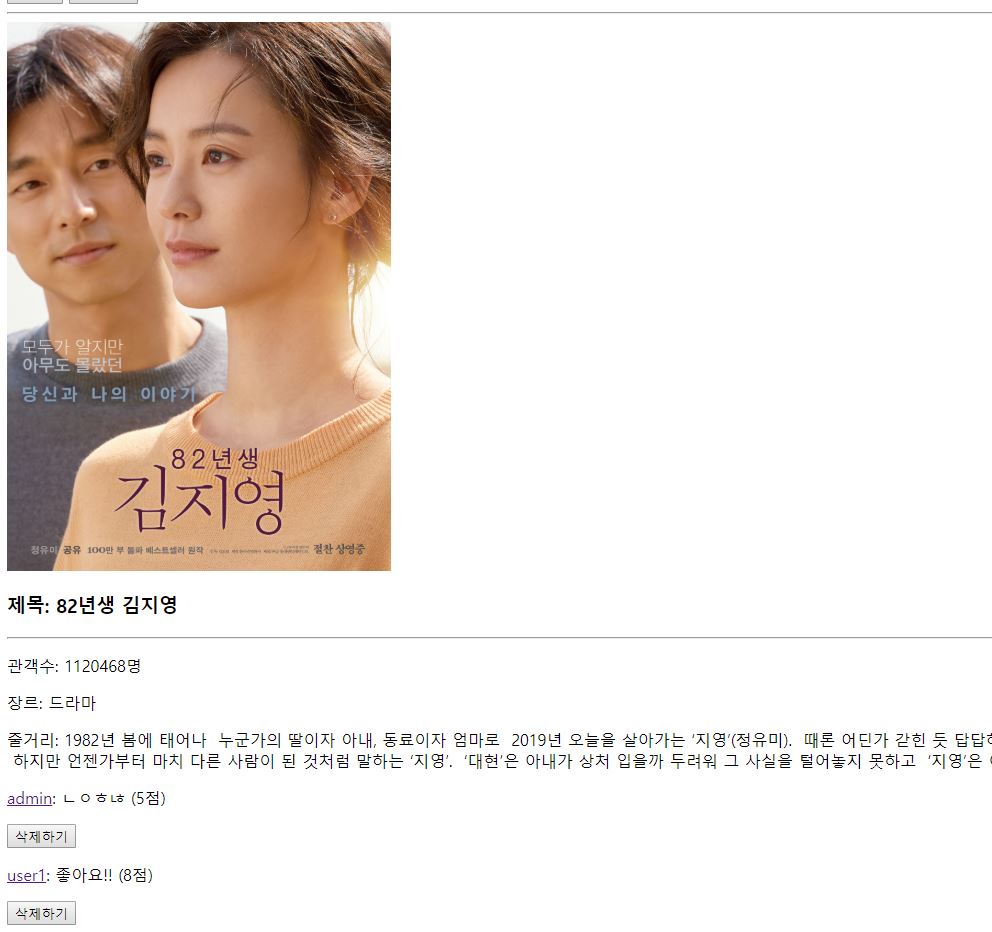 모두가 알지만
아무도 몰랐던
당신과 나의 이야기
82년생
김지영
정유미 공유 100만 부 돌파 베스트셀러 원작
절찬 상영중
제목: 82년생 김지영
관객수: 1120468명
장르: 드라마
줄거리: 1982년 봄에 태어나  누군가의 딸이자 아내, 동료이자 엄마로  2019년 오늘을 살아가는 ‘지영’(정유미).  때론 어딘가 갇힌 듯 답답하
하지만 언젠가부터 마치 다른 사람이 된 것처럼 말하는 ‘지영’.  ‘대현’은 아내가 상처 입을까 두려워 그 사실을 털어놓지 못하고  ‘지영’은
admin: ㄴㅇㅎㄶ (5점)
삭제하기
user1: 좋아요!! (8점)
삭제하기